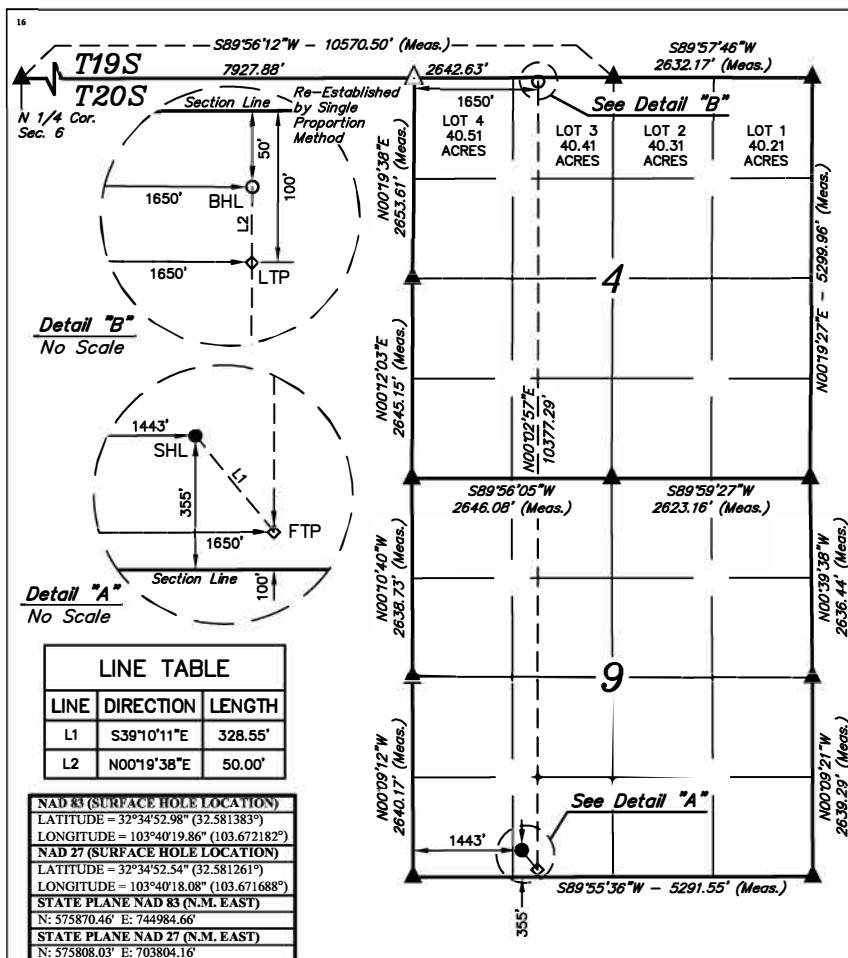 16
S89°56'12"W - 10570.50' (Meas.)
S89°57'46"W
2632.17' (Meas.)
T19S
T20S
7927.88'
2642.63'
N 1/4 Cor.
Sec. 6
Section Line
Re-Established
by Single
Proportion
Method
50'
100'
1650'
BHL
L2
1650'
LTP
Detail "B"
No Scale
1650'
See Detail "B"
LOT 4
40.51
ACRES
LOT 3
40.41
ACRES
LOT 2
40.31
ACRES
LOT 1
40.21
ACRES
N00°19'38"E
2653.61' (Meas.)
4
N00°19'27"E - 5299.96' (Meas.)
N00°12'03"E
2645.15' (Meas.)
N00°02'57"E
10377.29'
1443'
SHL
L1
355'
1650'
FTP
Section Line
100'
Detail "A"
No Scale
S89°56'05"W
2646.08' (Meas.)
S89°59'27"W
2623.16' (Meas.)
N00°10'40"W
2638.73' (Meas.)
N00°39'38"W
2636.44' (Meas.)
9
N00°09'12"W
2640.17' (Meas.)
N00°09'21"W
2639.29' (Meas.)
See Detail "A"
1443'
S89°55'36"W - 5291.55' (Meas.)
355'
LINE TABLE
LINE DIRECTION LENGTH
L1 S39°10'11"E 328.55'
L2 N00°19'38"E 50.00'
NAD 83 (SURFACE HOLE LOCATION)
LATITUDE = 32°34'52.98" (32.581383°)
LONGITUDE = 103°40'19.86" (103.672182°)
NAD 27 (SURFACE HOLE LOCATION)
LATITUDE = 32°34'52.54" (32.581261°)
LONGITUDE = 103°40'18.08" (103.671688°)
STATE PLANE NAD 83 (N.M. EAST)
N: 575870.46' E: 744984.66'
STATE PLANE NAD 27 (N.M. EAST)
N: 575808.03' E: 703804.16'